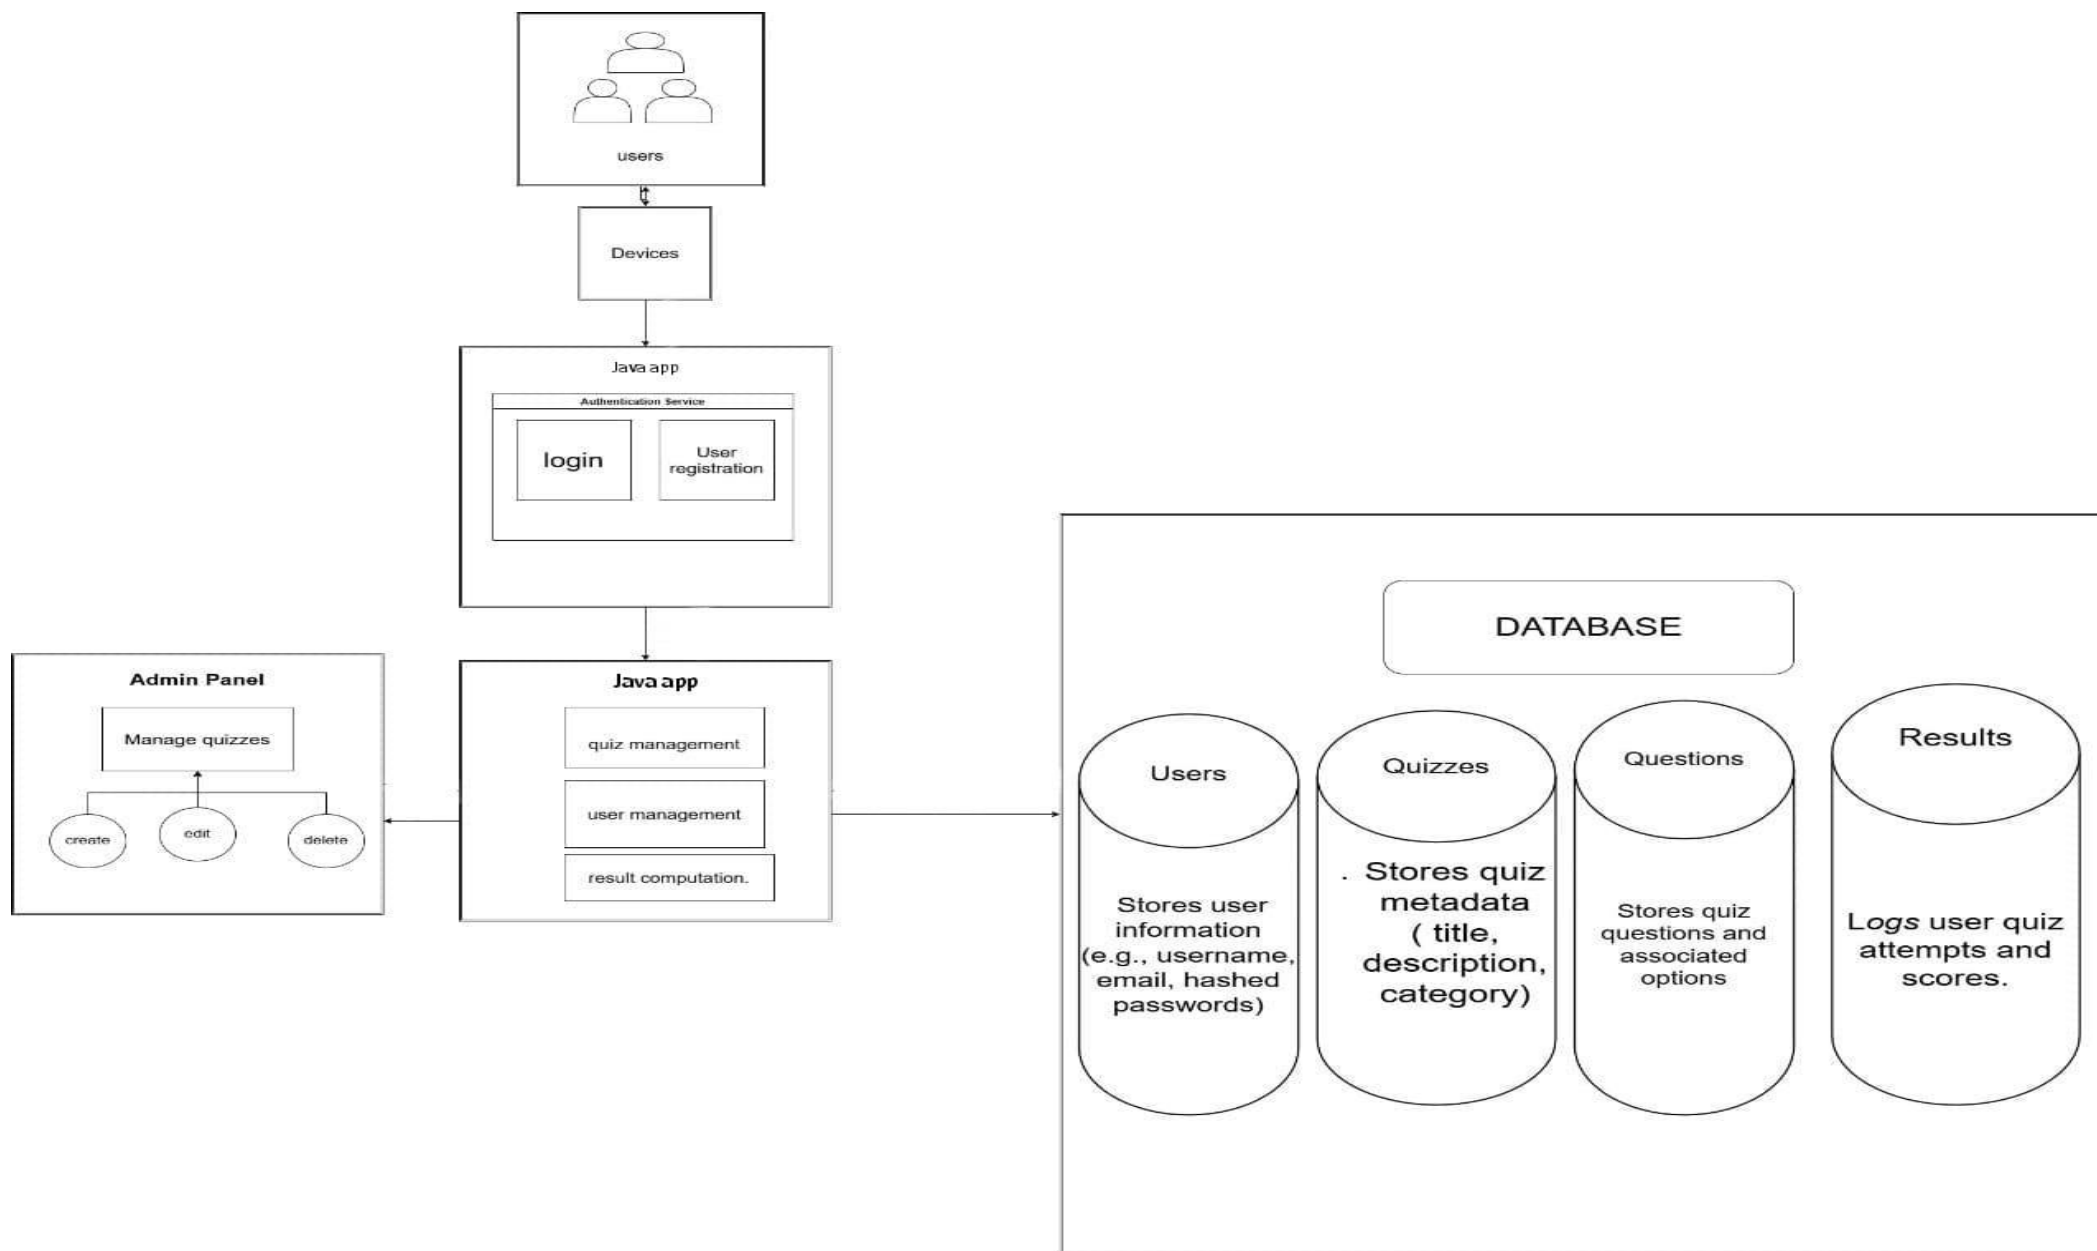 users
Devices
Java app
Authentication Service
login
User
registration
Admin Panel
Manage quizzes
create
edit
delete
Java app
quiz management
user management
result computation.
DATABASE
Users
Stores user
information
(e.g., username,
email, hashed
passwords)
Quizzes
. Stores quiz
metadata
( title,
description,
category)
Questions
Stores quiz
questions and
associated
options
Results
Logs user quiz
attempts and
scores.